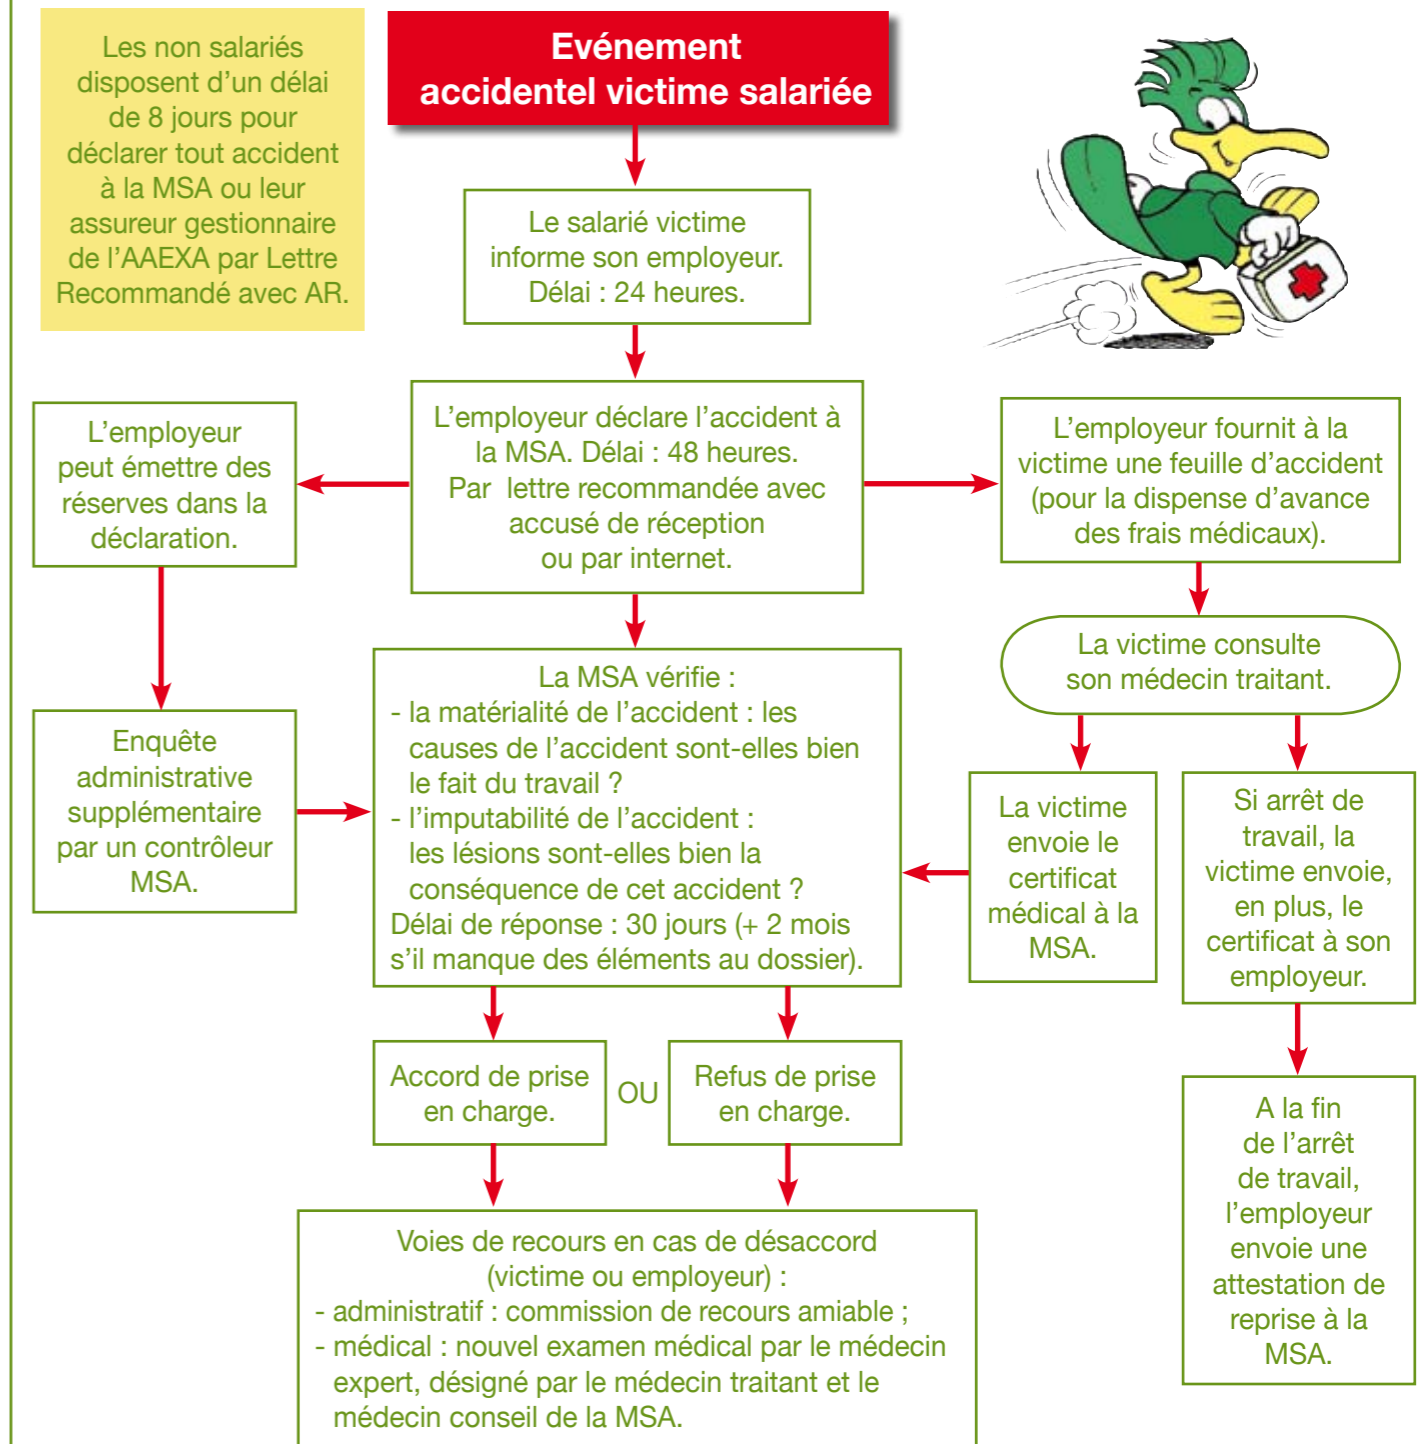 Les non salariés
disposent d’un délai
de 8 jours pour
déclarer tout accident
à la MSA ou leur
assureur gestionnaire
de l’AAEXA par Lettre
Recommandé avec AR.
Evénement
accidentel victime salariée
Le salarié victime
informe son employeur.
Délai : 24 heures.
L’employeur
peut émettre des
réserves dans la
déclaration.
L’employeur déclare l’accident à
la MSA. Délai : 48 heures.
Par lettre recommandée avec
accusé de réception
ou par internet.
L’employeur fournit à la
victime une feuille d’accident
(pour la dispense d’avance
des frais médicaux).
La victime consulte
son médecin traitant.
Enquête
administrative
supplémentaire
par un contrôleur
MSA.
La MSA vérifie :
- la matérialité de l’accident : les
causes de l’accident sont-elles bien
le fait du travail ?
- l’imputabilité de l’accident :
les lésions sont-elles bien la
conséquence de cet accident ?
Délai de réponse : 30 jours (+ 2 mois
s’il manque des éléments au dossier).
La victime
envoie le
certificat
médical à la
MSA.
Si arrêt de
travail, la
victime envoie,
en plus, le
certificat à son
employeur.
Accord de prise
en charge.
OU
Refus de prise
en charge.
A la fin
de l’arrêt
de travail,
l’employeur
envoie une
attestation de
reprise à la
MSA.
Voies de recours en cas de désaccord
(victime ou employeur) :
- administratif : commission de recours amiable ;
- médical : nouvel examen médical par le médecin
expert, désigné par le médecin traitant et le
médecin conseil de la MSA.